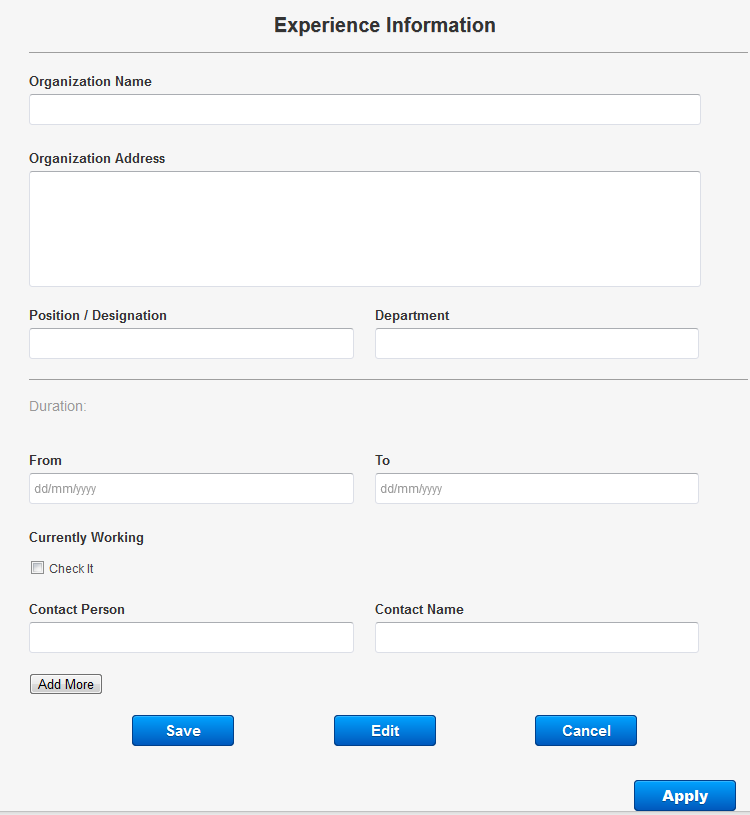 Experience Information
Organization Name
Organization Address
Position / Designation Department
Duration:
From To
dd/mm/yyyy dd/mm/yyyy
Currently Working
Check It
Contact Person Contact Name
Add More
Save Edit Cancel
Apply